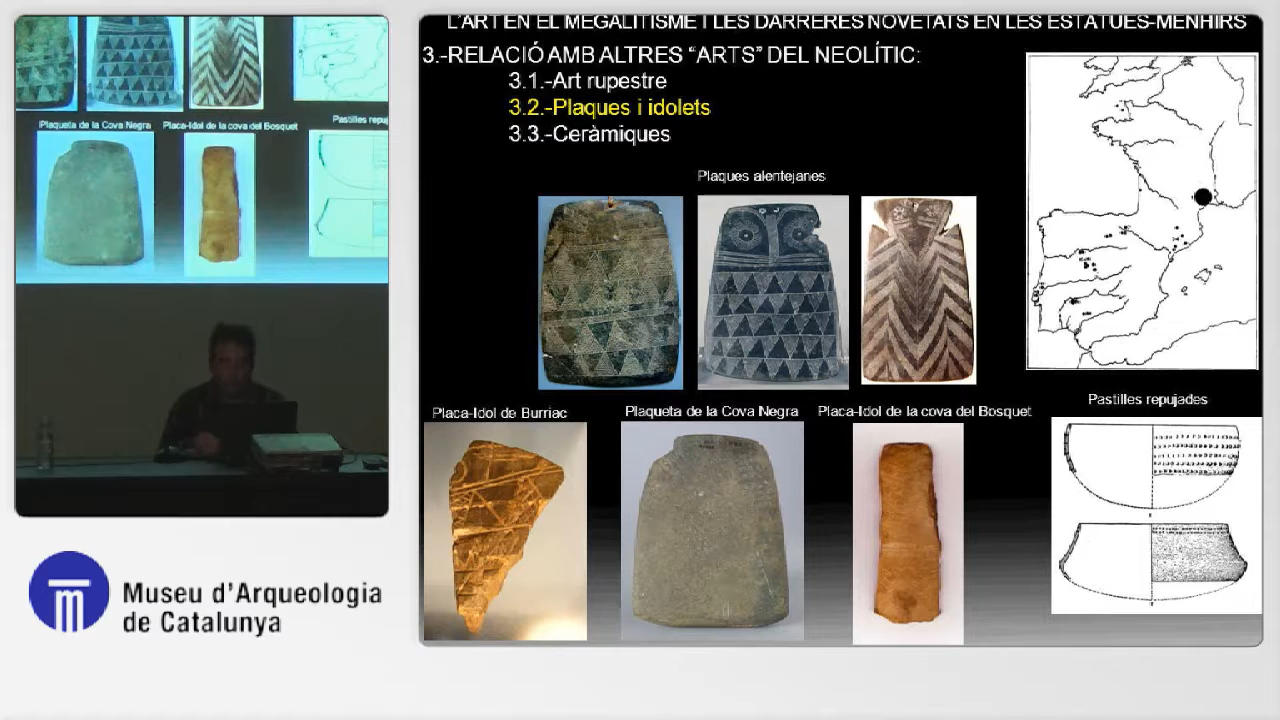 L'ART EN EL MEGALITISME I LES DARRERES NOVETATS EN LES ESTATUES-MENHIRS
3.-RELACIÓ AMB ALTRES “ARTS” DEL NEOLÍTIC:
3.1.-Art rupestre
3.2.-Plaques i idolets
3.3.-Ceràmiques
Plaques alentejanes
Placa-Idol de Burriac
Plaqueta de la Cova Negra
Placa-Idol de la cova del Bosquet
Pastilles repujades
Plaqueta de la Cova Negra
Placa-Idol de la cova del Bosquet
Pastilles repuj
Museu d'Arqueologia
de Catalunya